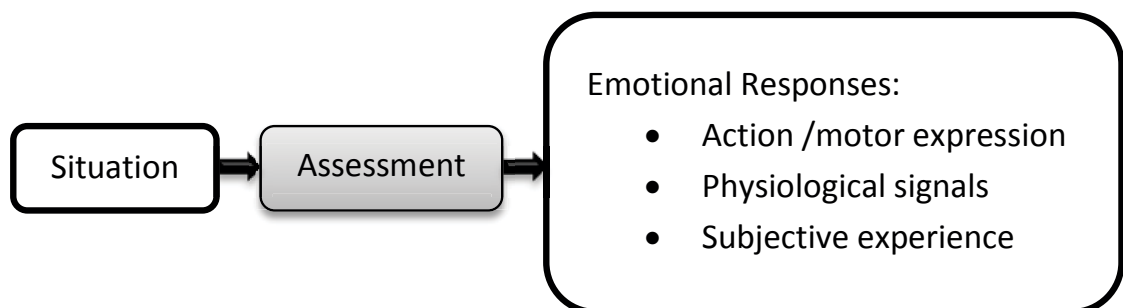 Situation
Assessment
Emotional Responses:
• Action /motor expression
• Physiological signals
• Subjective experience